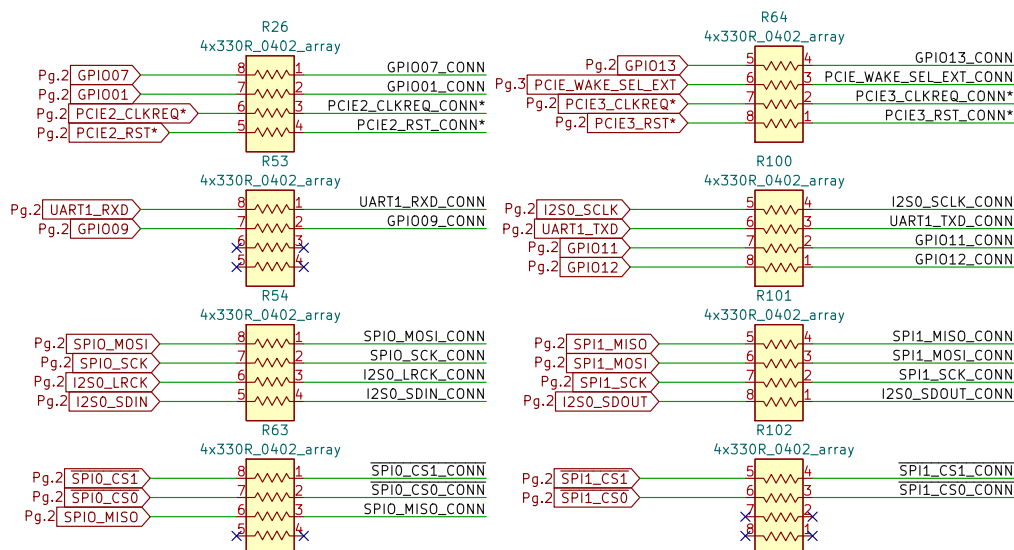 R26
4x330R_0402_array
Pg.2 GPIO07 8 1 GPIO07_CONN
Pg.2 GPIO01 7 2 GPIO01_CONN
Pg.2 PCIE2_CLKREQ* 6 3 PCIE2_CLKREQ_CONN*
Pg.2 PCIE2_RST* 5 4 PCIE2_RST_CONN*
R64
4x330R_0402_array
Pg.2 GPIO13 5 4 GPIO13_CONN
Pg.3 PCIE_WAKE_SEL_EXT 6 3 PCIE_WAKE_SEL_EXT_CONN
Pg.2 PCIE3_CLKREQ* 7 2 PCIE3_CLKREQ_CONN*
Pg.2 PCIE3_RST* 8 1 PCIE3_RST_CONN*
R53
4x330R_0402_array
Pg.2 UART1_RXD 8 1 UART1_RXD_CONN
Pg.2 GPIO09 7 2 GPIO09_CONN
6 3
5 4
R100
4x330R_0402_array
Pg.2 I2S0_SCLK 5 4 I2S0_SCLK_CONN
Pg.2 UART1_TXD 6 3 UART1_TXD_CONN
Pg.2 GPIO11 7 2 GPIO11_CONN
Pg.2 GPIO12 8 1 GPIO12_CONN
R54
4x330R_0402_array
Pg.2 SPI0_MOSI 8 1 SPI0_MOSI_CONN
Pg.2 SPI0_SCK 7 2 SPI0_SCK_CONN
Pg.2 I2S0_LRCK 6 3 I2S0_LRCK_CONN
Pg.2 I2S0_SDIN 5 4 I2S0_SDIN_CONN
R101
4x330R_0402_array
Pg.2 SPI1_MISO 5 4 SPI1_MISO_CONN
Pg.2 SPI1_MOSI 6 3 SPI1_MOSI_CONN
Pg.2 SPI1_SCK 7 2 SPI1_SCK_CONN
Pg.2 I2S0_SDOUT 8 1 I2S0_SDOUT_CONN
R63
4x330R_0402_array
Pg.2 SPI0_CS1 8 1 SPI0_CS1_CONN
Pg.2 SPI0_CS0 7 2 SPI0_CS0_CONN
Pg.2 SPI0_MISO 6 3 SPI0_MISO_CONN
5 4
R102
4x330R_0402_array
Pg.2 SPI1_CS1 5 4 SPI1_CS1_CONN
Pg.2 SPI1_CS0 6 3 SPI1_CS0_CONN
7 2
8 1